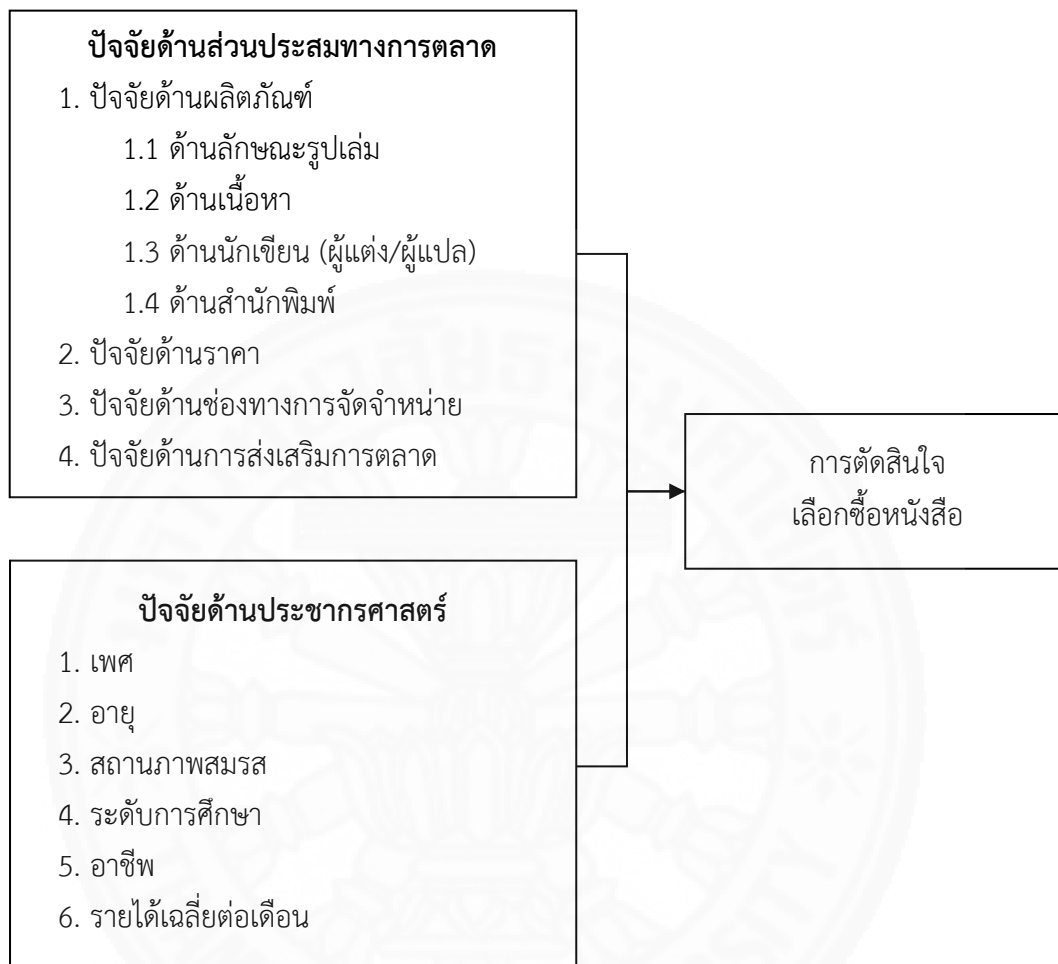 ปัจจัยด้านส่วนประสมทางการตลาด
1. ปัจจัยด้านผลิตภัณฑ์
1.1 ด้านลักษณะรูปเล่ม
1.2 ด้านเนื้อหา
1.3 ด้านนักเขียน (ผู้แต่ง/ผู้แปล)
1.4 ด้านสำนักพิมพ์
2. ปัจจัยด้านราคา
3. ปัจจัยด้านช่องทางการจัดจำหน่าย
4. ปัจจัยด้านการส่งเสริมการตลาด
การตัดสินใจ
เลือกซื้อหนังสือ
ปัจจัยด้านประชากรศาสตร์
1. เพศ
2. อายุ
3. สถานภาพสมรส
4. ระดับการศึกษา
5. อาชีพ
6. รายได้เฉลี่ยต่อเดือน